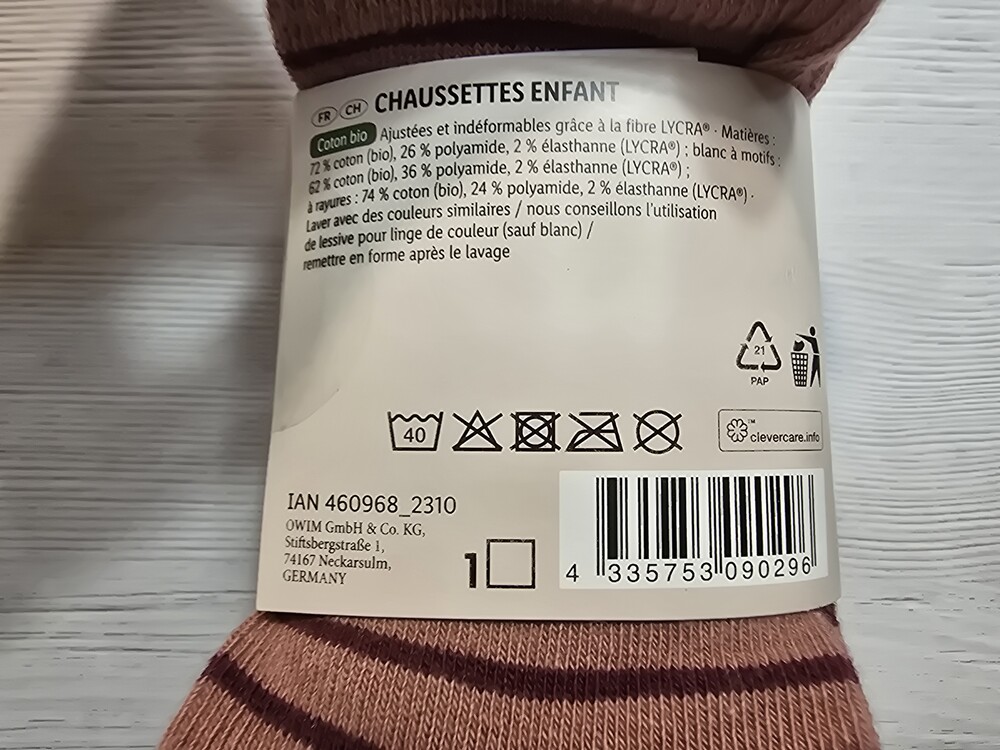 FR CH CHAUSSETTES ENFANT
Coton bio Ajustées et indéformables grâce à la fibre LYCRA® · Matières :
72 % coton (bio), 26 % polyamide, 2 % élasthanne (LYCRA®) ; blanc à motifs :
62 % coton (bio), 36 % polyamide, 2 % élasthanne (LYCRA®) ;
à rayures : 74 % coton (bio), 24 % polyamide, 2 % élasthanne (LYCRA®) ·
Laver avec des couleurs similaires / nous conseillons l'utilisation
de lessive pour linge de couleur (sauf blanc) /
remettre en forme après le lavage
21
PAP
40
™
clevercare.info
IAN 460968_2310
OWIM GmbH & Co. KG,
Stiftsbergstraße 1,
74167 Neckarsulm,
GERMANY
1
4 335753 090296